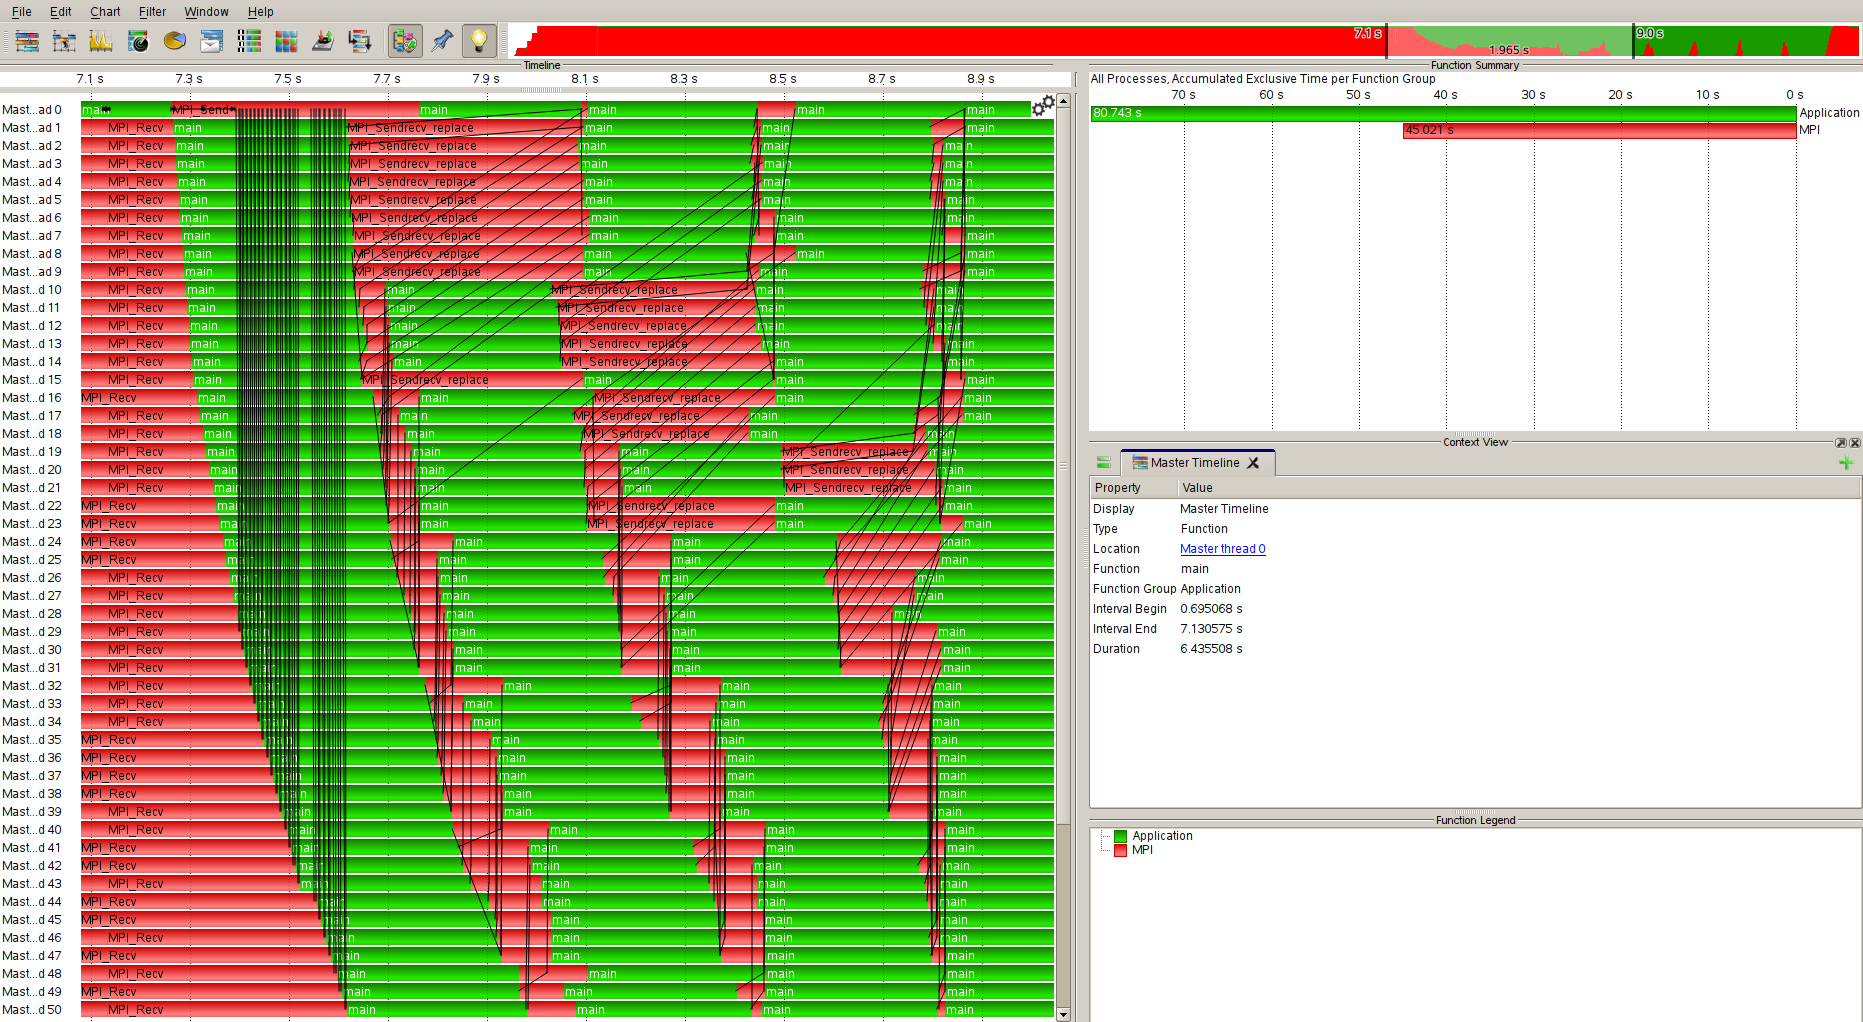 File Edit Chart Filter Window Help
7.1 s 1.965 s 9.0 s
Timeline
7.1 s 7.3 s 7.5 s 7.7 s 7.9 s 8.1 s 8.3 s 8.5 s 8.7 s 8.9 s
Mast...ad 0 main MPI_Send main main main main
Mast...ad 1 MPI_Recv main MPI_Sendrecv_replace main main main
Mast...ad 2 MPI_Recv main MPI_Sendrecv_replace main main main
Mast...ad 3 MPI_Recv main MPI_Sendrecv_replace main main main
Mast...ad 4 MPI_Recv main MPI_Sendrecv_replace main main main
Mast...ad 5 MPI_Recv main MPI_Sendrecv_replace main main main
Mast...ad 6 MPI_Recv main MPI_Sendrecv_replace main main main
Mast...ad 7 MPI_Recv main MPI_Sendrecv_replace main main main
Mast...ad 8 MPI_Recv main MPI_Sendrecv_replace main main main
Mast...ad 9 MPI_Recv main MPI_Sendrecv_replace main main main
Mast...d 10 MPI_Recv main main MPI_Sendrecv_replace main main
Mast...d 11 MPI_Recv main main MPI_Sendrecv_replace main main
Mast...d 12 MPI_Recv main main MPI_Sendrecv_replace main main
Mast...d 13 MPI_Recv main main MPI_Sendrecv_replace main main
Mast...d 14 MPI_Recv main main MPI_Sendrecv_replace main main
Mast...d 15 MPI_Recv main MPI_Sendrecv_replace main main main
Mast...d 16 MPI_Recv main main MPI_Sendrecv_replace main main
Mast...d 17 MPI_Recv main main MPI_Sendrecv_replace main main
Mast...d 18 MPI_Recv main main MPI_Sendrecv_replace main main
Mast...d 19 MPI_Recv main main main MPI_Sendrecv_replace main
Mast...d 20 MPI_Recv main main main MPI_Sendrecv_replace main
Mast...d 21 MPI_Recv main main main MPI_Sendrecv_replace main
Mast...d 22 MPI_Recv main main MPI_Sendrecv_replace main main
Mast...d 23 MPI_Recv main main MPI_Sendrecv_replace main main
Mast...d 24 MPI_Recv main main main main
Mast...d 25 MPI_Recv main main main main
Mast...d 26 MPI_Recv main main main main
Mast...d 27 MPI_Recv main main main main
Mast...d 28 MPI_Recv main main main main
Mast...d 29 MPI_Recv main main main main
Mast...d 30 MPI_Recv main main main main
Mast...d 31 MPI_Recv main main main main
Mast...d 32 MPI_Recv main main main main
Mast...d 33 MPI_Recv main main main main
Mast...d 34 MPI_Recv main main main main
Mast...d 35 MPI_Recv main main main main
Mast...d 36 MPI_Recv main main main main
Mast...d 37 MPI_Recv main main main main
Mast...d 38 MPI_Recv main main main main
Mast...d 39 MPI_Recv main main main main
Mast...d 40 MPI_Recv main main main main
Mast...d 41 MPI_Recv main main main main
Mast...d 42 MPI_Recv main main main main
Mast...d 43 MPI_Recv main main main main
Mast...d 44 MPI_Recv main main main main
Mast...d 45 MPI_Recv main main main main
Mast...d 46 MPI_Recv main main main main
Mast...d 47 MPI_Recv main main main main
Mast...d 48 MPI_Recv main main main main
Mast...d 49 MPI_Recv main main main main
Mast...d 50 MPI_Recv main main main main
Function Summary
All Processes, Accumulated Exclusive Time per Function Group
70 s 60 s 50 s 40 s 30 s 20 s 10 s 0 s
80.743 s Application
45.021 s MPI
Context View
Master Timeline
Property Value
Display Master Timeline
Type Function
Location Master thread 0
Function main
Function Group Application
Interval Begin 0.695068 s
Interval End 7.130575 s
Duration 6.435508 s
Function Legend
Application
MPI